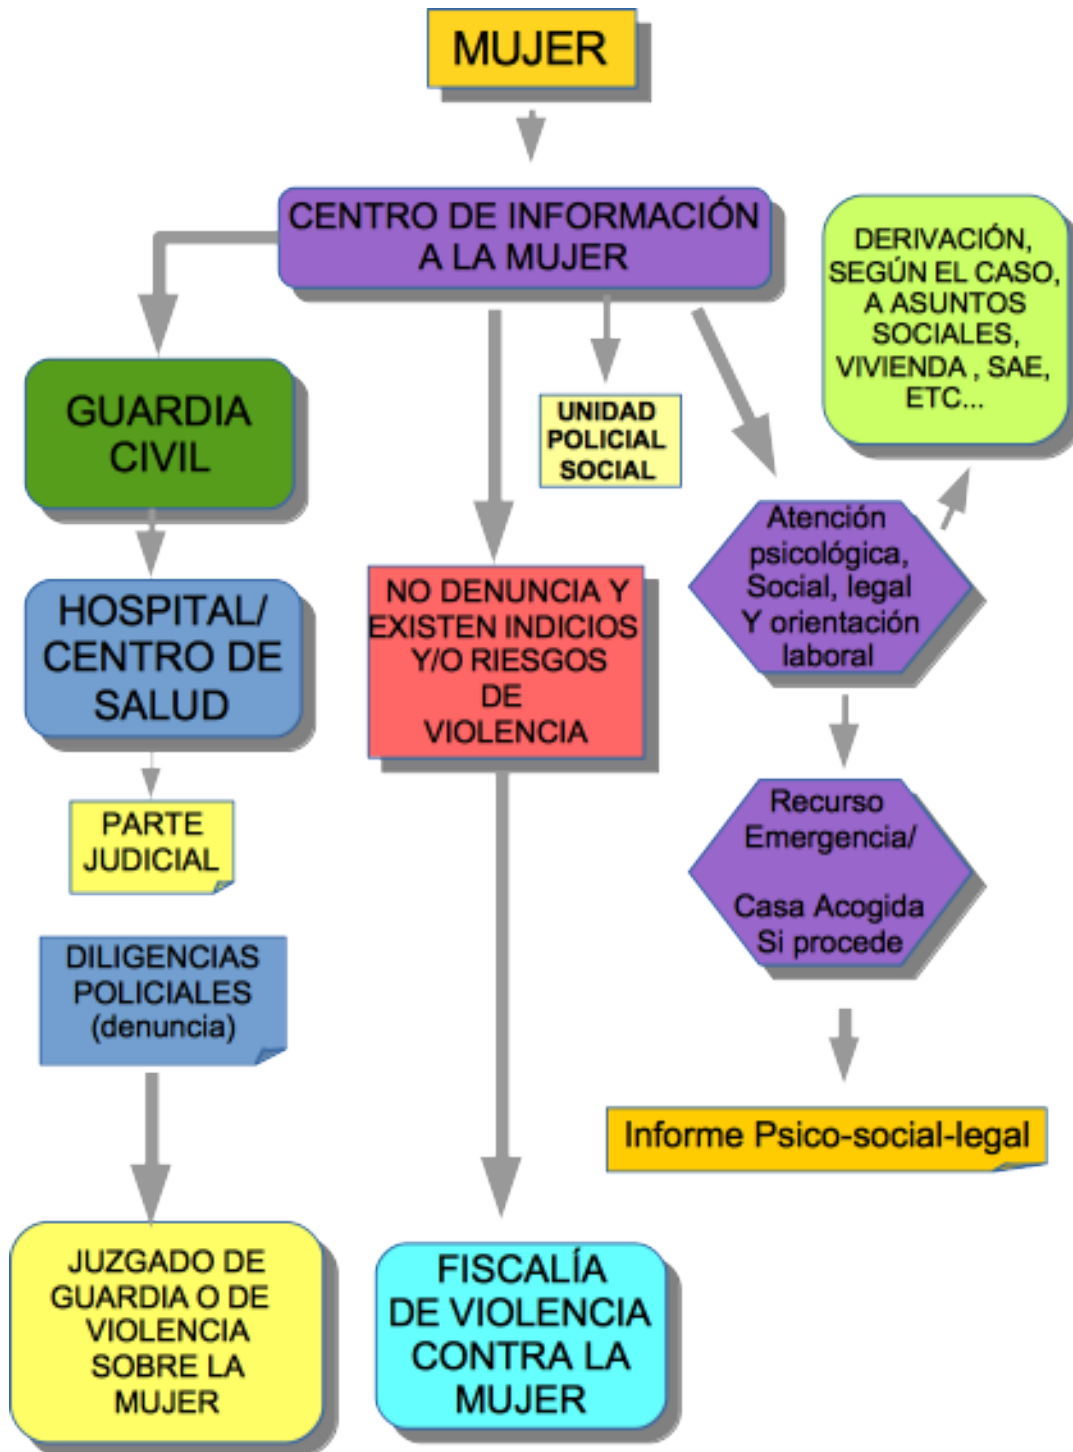 MUJER
CENTRO DE INFORMACIÓN
A LA MUJER
DERIVACIÓN,
SEGÚN EL CASO,
A ASUNTOS
SOCIALES,
VIVIENDA , SAE,
ETC...
GUARDIA
CIVIL
UNIDAD
POLICIAL
SOCIAL
Atención
psicológica,
Social, legal
Y orientación
laboral
HOSPITAL/
CENTRO DE
SALUD
NO DENUNCIA Y
EXISTEN INDICIOS
Y/O RIESGOS
DE
VIOLENCIA
PARTE
JUDICIAL
Recurso
Emergencia/
Casa Acogida
Si procede
DILIGENCIAS
POLICIALES
(denuncia)
Informe Psico-social-legal
JUZGADO DE
GUARDIA O DE
VIOLENCIA
SOBRE LA
MUJER
FISCALÍA
DE VIOLENCIA
CONTRA LA
MUJER